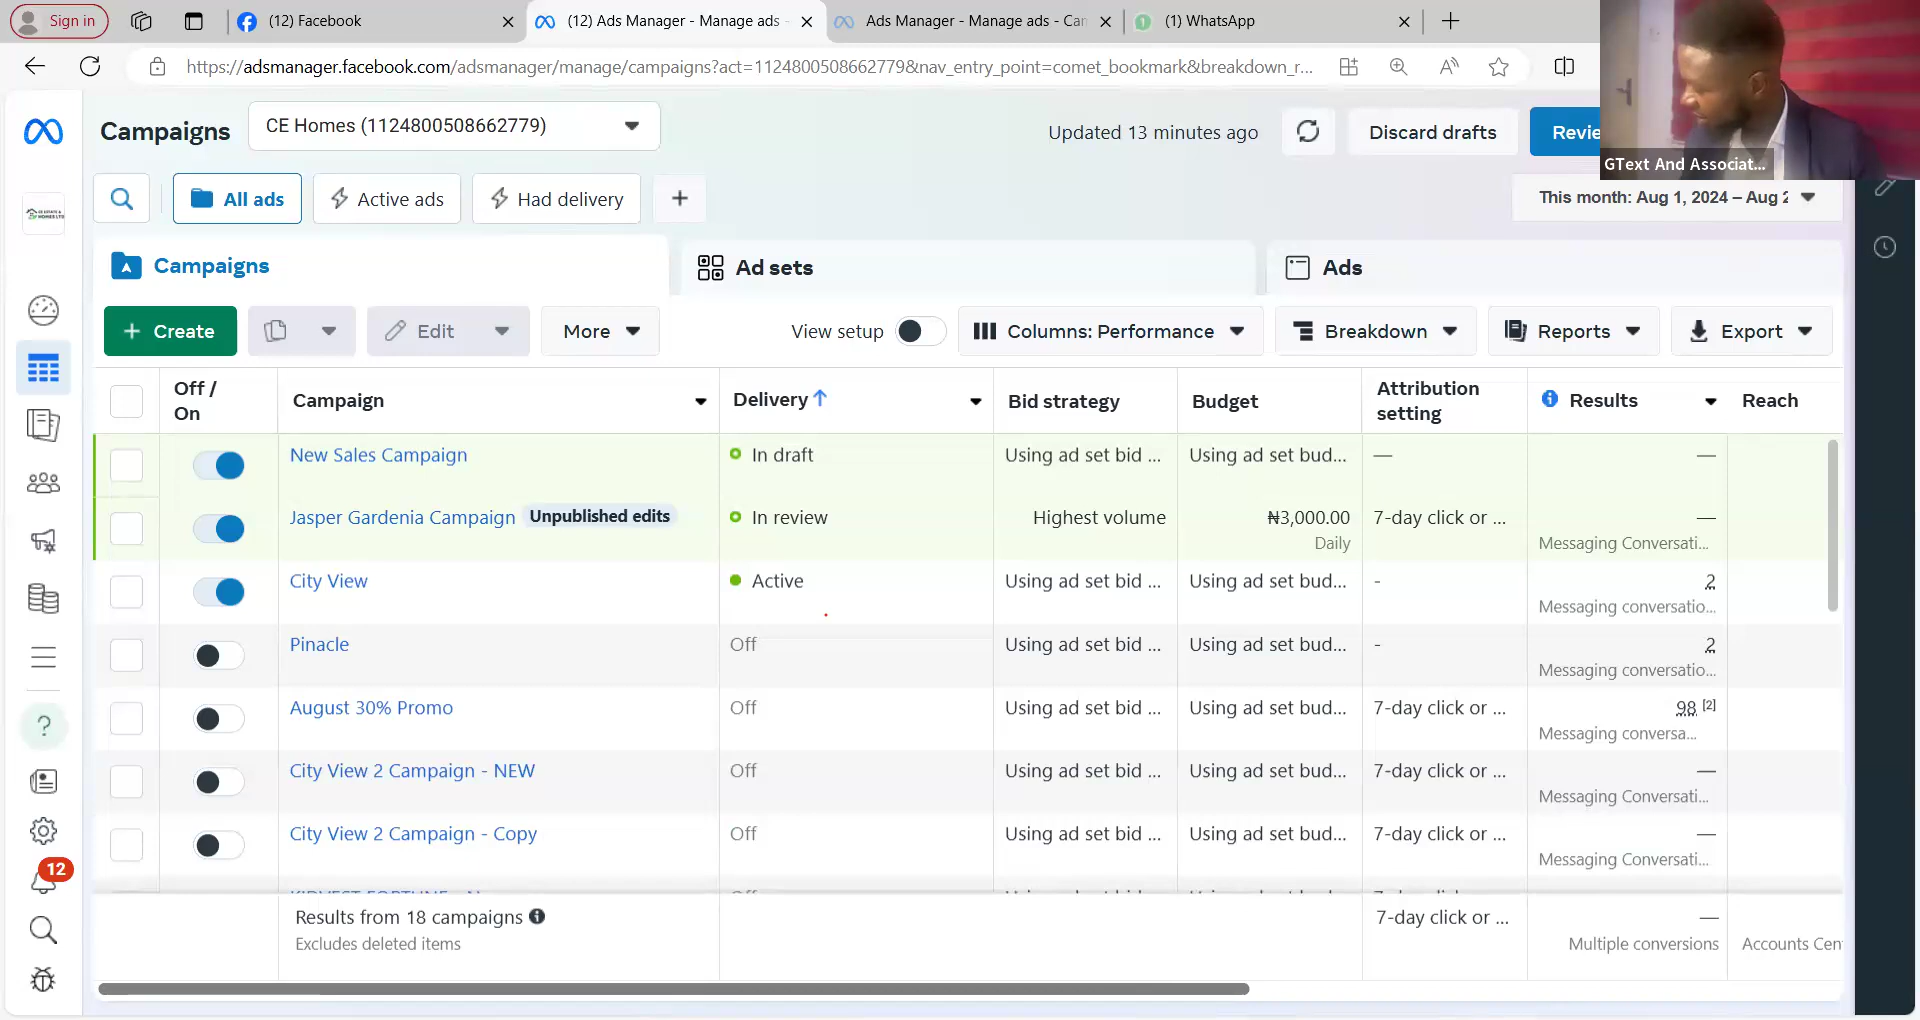 Sign in
(12) Facebook
(12) Ads Manager - Manage ads -
Ads Manager - Manage ads - Can
(1) WhatsApp
https://adsmanager.facebook.com/adsmanager/manage/campaigns?act=1124800508662779&nav_entry_point=comet_bookmark&breakdown_r...
Campaigns
CE Homes (1124800508662779)
Updated 13 minutes ago
Discard drafts
Revie
GText And Associat...
All ads
Active ads
Had delivery
This month: Aug 1, 2024 – Aug 2
Campaigns
Ad sets
Ads
Create
Edit
More
View setup
Columns: Performance
Breakdown
Reports
Export
Off / On
Campaign
Delivery
Bid strategy
Budget
Attribution setting
Results
Reach
New Sales Campaign
In draft
Using ad set bid ...
Using ad set bud...
—
—
Jasper Gardenia Campaign
Unpublished edits
In review
Highest volume
₦3,000.00
Daily
7-day click or ...
—
Messaging Conversati...
City View
Active
Using ad set bid ...
Using ad set bud...
-
2
Messaging conversatio...
Pinacle
Off
Using ad set bid ...
Using ad set bud...
-
2
Messaging conversatio...
August 30% Promo
Off
Using ad set bid ...
Using ad set bud...
7-day click or ...
98 [2]
Messaging conversa...
City View 2 Campaign - NEW
Off
Using ad set bid ...
Using ad set bud...
7-day click or ...
—
Messaging Conversati...
City View 2 Campaign - Copy
Off
Using ad set bid ...
Using ad set bud...
7-day click or ...
—
Messaging Conversati...
12
Results from 18 campaigns
Excludes deleted items
7-day click or ...
—
Multiple conversions
Accounts Cen